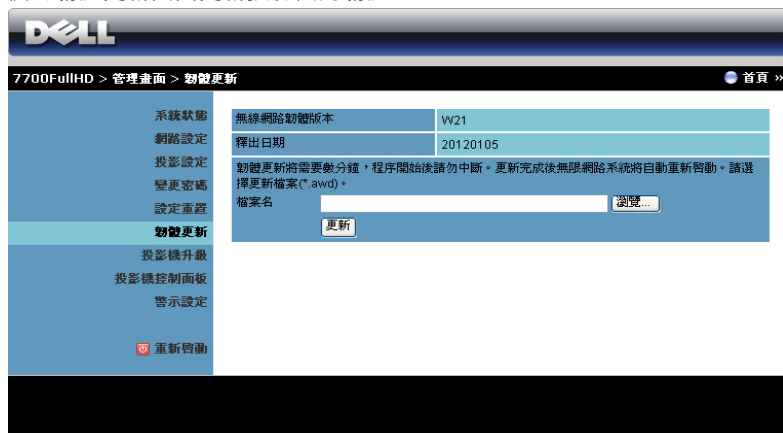 DELL
7700FullHD > 管理畫面 > 韌體更新
首頁 »
系統狀態
網路設定
投影設定
變更密碼
設定重置
韌體更新
投影機升級
投影機控制面板
警示設定
重新啓動
無線網路韌體版本 W21
釋出日期 20120105
韌體更新將需要數分鐘，程序開始後請勿中斷。更新完成後無限網路系統將自動重新啓動。請選
擇更新檔案(*.awd)。
檔案名 瀏覽...
更新